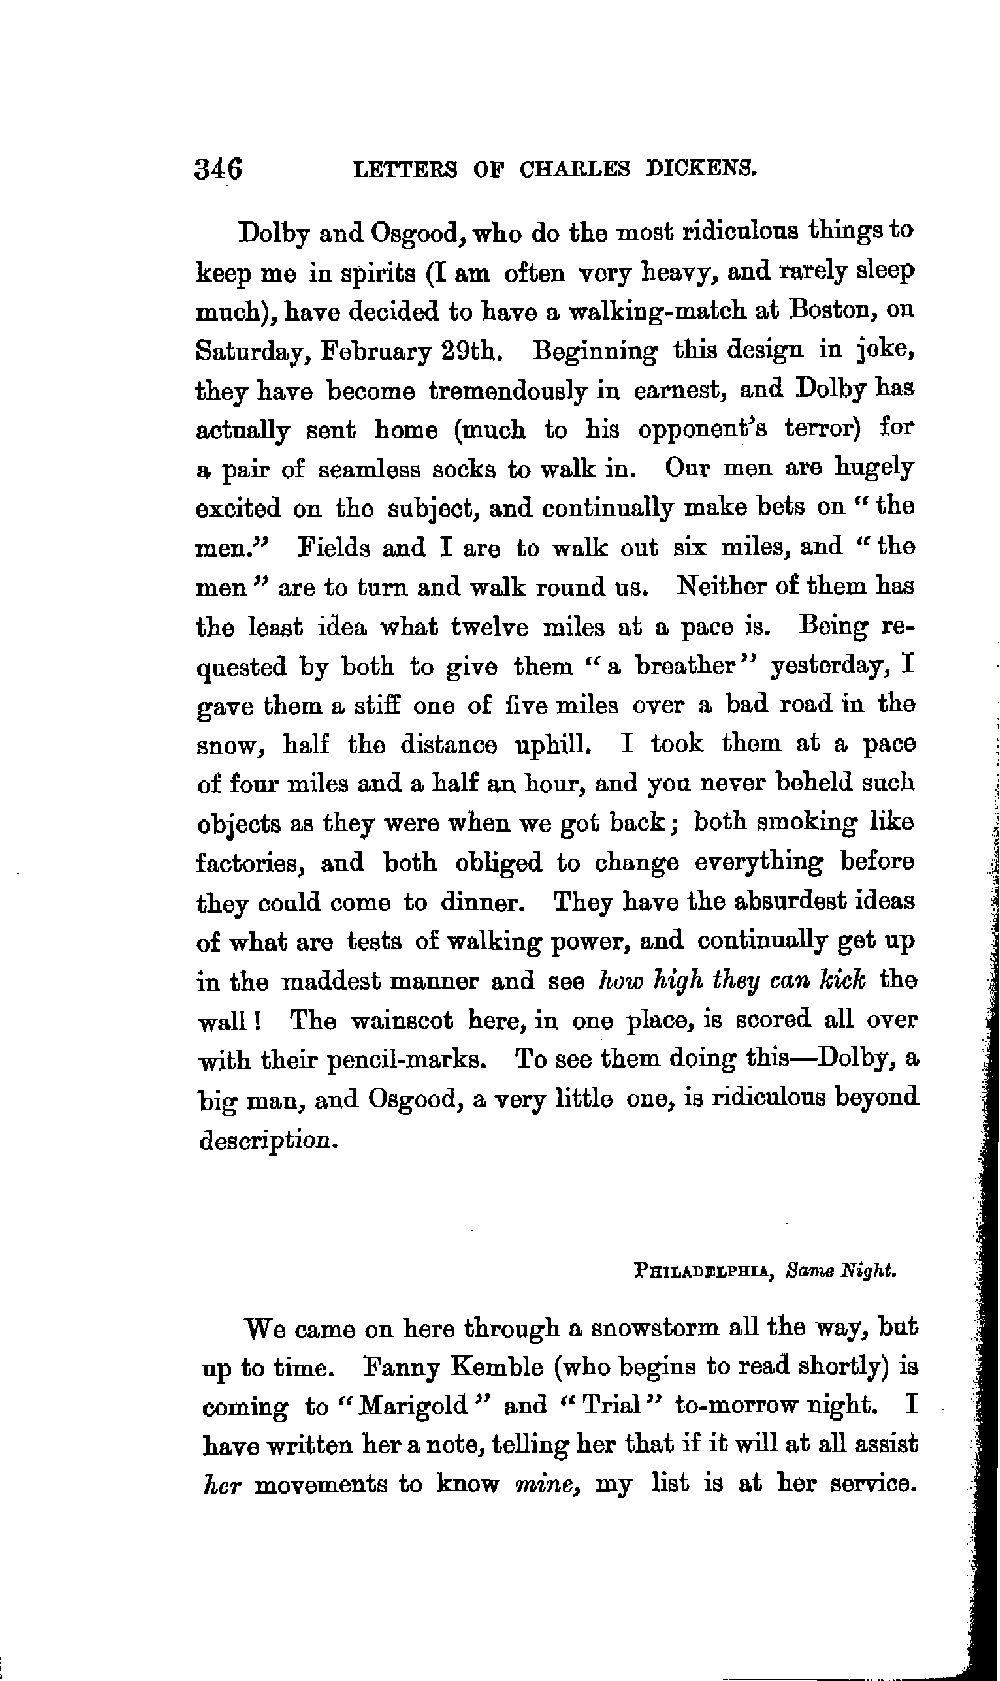 346 LETTERS OF CHARLES DICKENS.
Dolby and Osgood, who do the most ridiculous things to
keep me in spirits (I am often very heavy, and rarely sleep
much), have decided to have a walking-match at Boston, on
Saturday, February 29th. Beginning this design in joke,
they have become tremendously in earnest, and Dolby has
actually sent home (much to his opponent's terror) for
a pair of seamless socks to walk in. Our men are hugely
excited on the subject, and continually make bets on "the
men." Fields and I are to walk out six miles, and "the
men" are to turn and walk round us. Neither of them has
the least idea what twelve miles at a pace is. Being re-
quested by both to give them "a breather" yesterday, I
gave them a stiff one of five miles over a bad road in the
snow, half the distance uphill. I took them at a pace
of four miles and a half an hour, and you never beheld such
objects as they were when we got back; both smoking like
factories, and both obliged to change everything before
they could come to dinner. They have the absurdest ideas
of what are tests of walking power, and continually get up
in the maddest manner and see how high they can kick the
wall! The wainscot here, in one place, is scored all over
with their pencil-marks. To see them doing this—Dolby, a
big man, and Osgood, a very little one, is ridiculous beyond
description.
PHILADELPHIA, Same Night.
We came on here through a snowstorm all the way, but
up to time. Fanny Kemble (who begins to read shortly) is
coming to "Marigold" and "Trial" to-morrow night. I
have written her a note, telling her that if it will at all assist
her movements to know mine, my list is at her service.